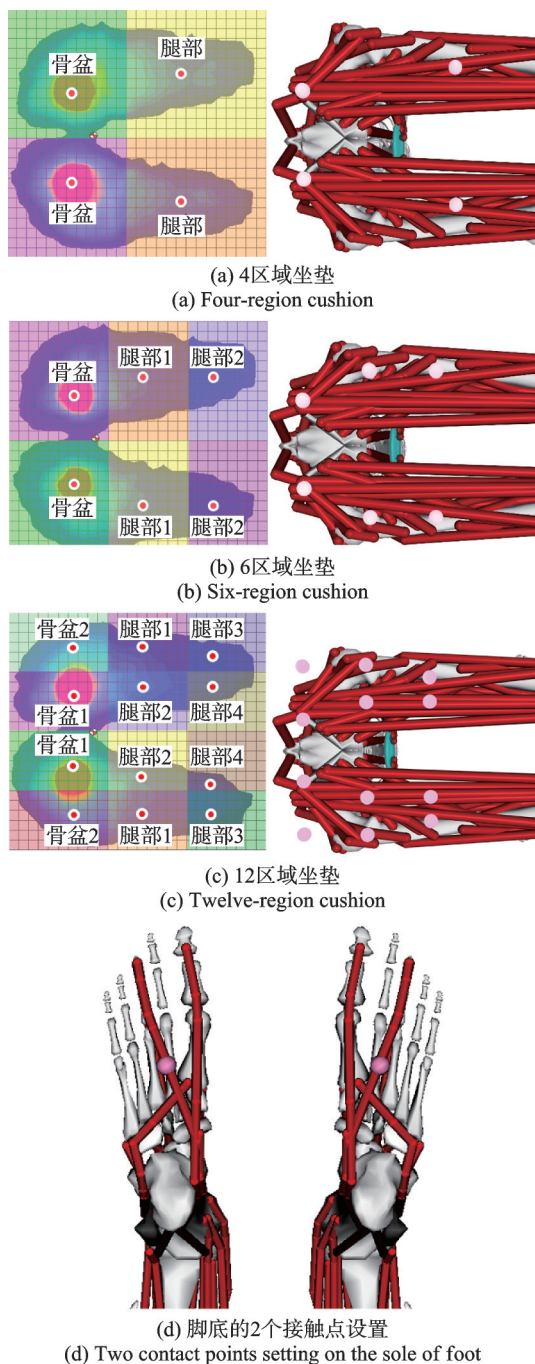 腿部
骨盆
骨盆
腿部
(a) 4区域坐垫
(a) Four-region cushion
腿部1 腿部2
骨盆
骨盆
腿部1 腿部2
(b) 6区域坐垫
(b) Six-region cushion
骨盆2 腿部1 腿部3
骨盆1 腿部2 腿部4
骨盆1 腿部2 腿部4
骨盆2 腿部1 腿部3
(c) 12区域坐垫
(c) Twelve-region cushion
(d) 脚底的2个接触点设置
(d) Two contact points setting on the sole of foot